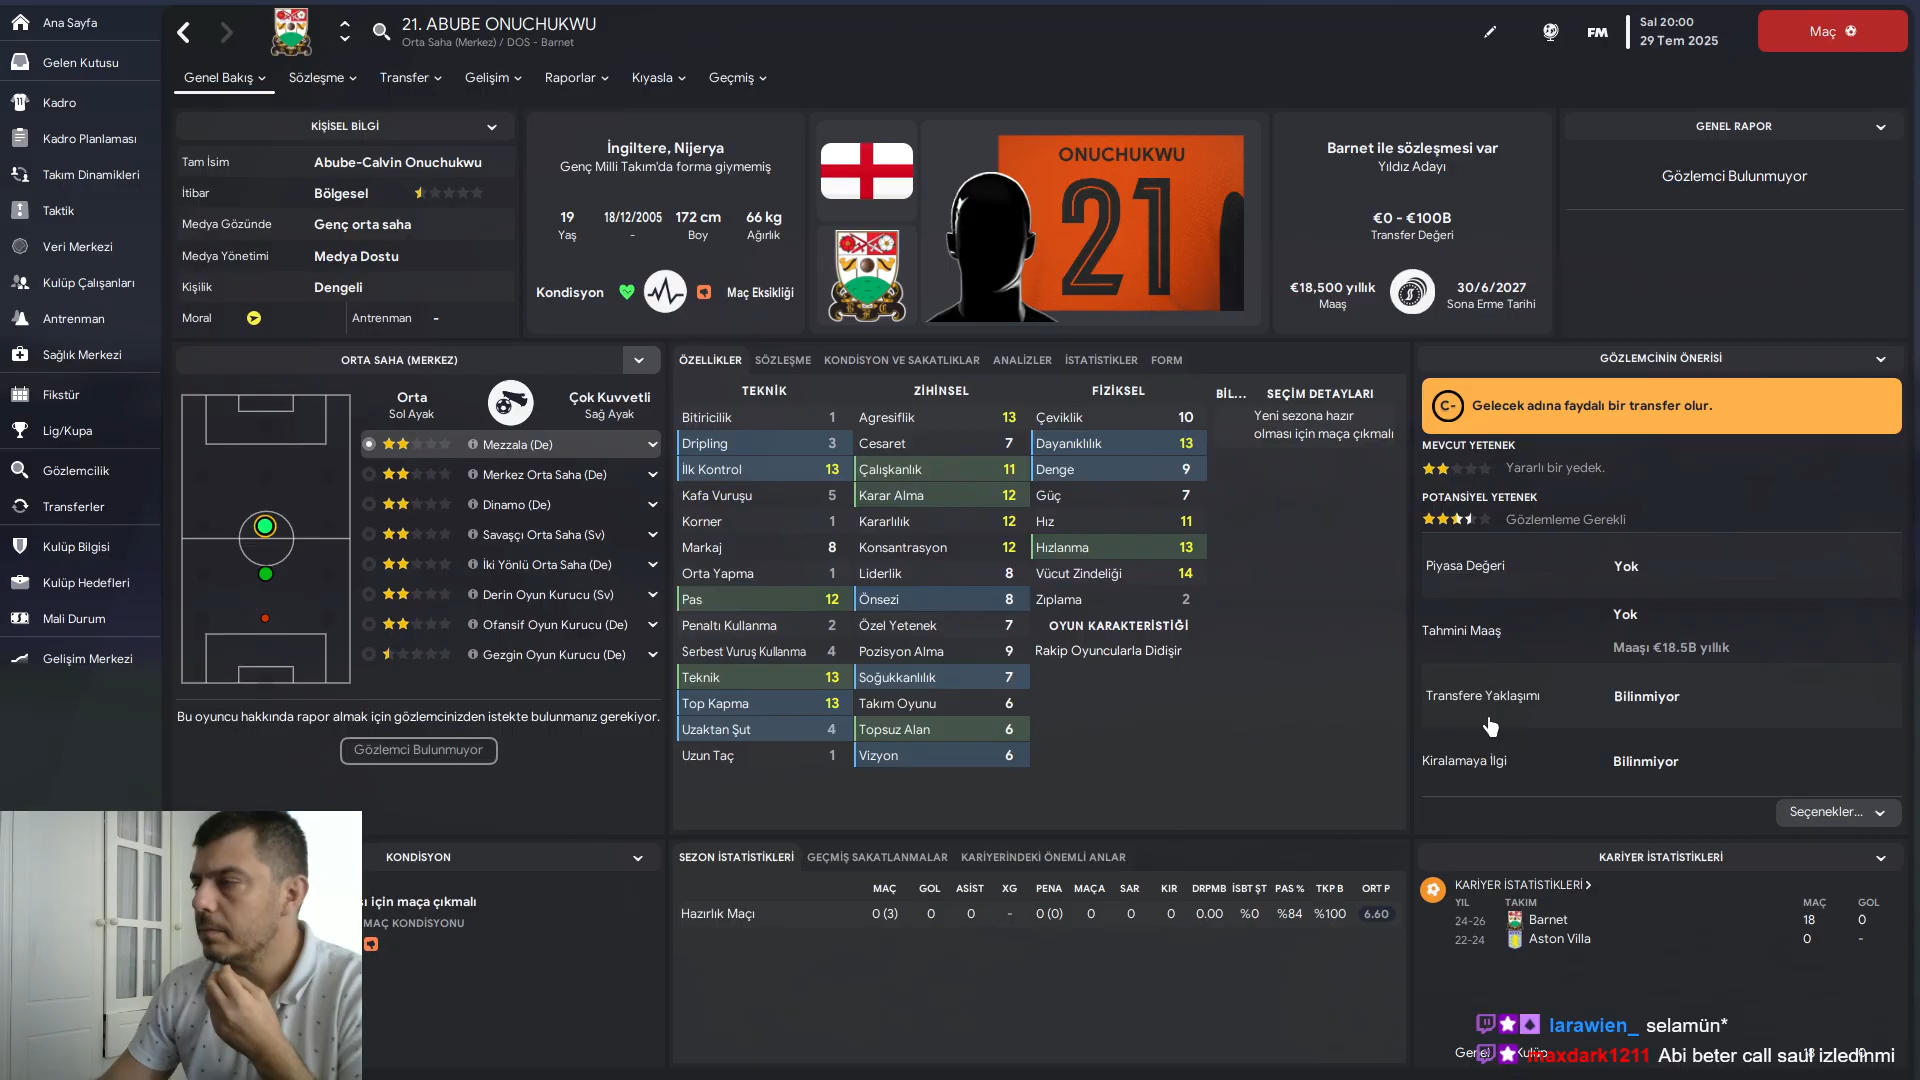 Ana Sayfa
Gelen Kutusu
Kadro
Kadro Planlaması
Takım Dinamikleri
Taktik
Veri Merkezi
Kulüp Çalışanları
Antrenman
Sağlık Merkezi
Fikstür
Lig/Kupa
Gözlemcilik
Transferler
Kulüp Bilgisi
Kulüp Hedefleri
Mali Durum
Gelişim Merkezi
21. ABUBE ONUCHUKWU
Orta Saha (Merkez) / DOS - Barnet
FM
Sal 20:00
29 Tem 2025
Maç
Genel Bakış
Sözleşme
Transfer
Gelişim
Raporlar
Kıyasla
Geçmiş
KİŞİSEL BİLGİ
Tam İsim Abube-Calvin Onuchukwu
İtibar Bölgesel
Medya Gözünde Genç orta saha
Medya Yönetimi Medya Dostu
Kişilik Dengeli
Moral
Antrenman -
İngiltere, Nijerya
Genç Milli Takım'da forma giymemiş
19 18/12/2005 172 cm 66 kg
Yaş - Boy Ağırlık
Kondisyon
Maç Eksikliği
ONUCHUKWU
21
Barnet ile sözleşmesi var
Yıldız Adayı
€0 - €100B
Transfer Değeri
€18,500 yıllık
Maaş
30/6/2027
Sona Erme Tarihi
GENEL RAPOR
Gözlemci Bulunmuyor
ORTA SAHA (MERKEZ)
Orta
Sol Ayak
Çok Kuvvetli
Sağ Ayak
Mezzala (De)
Merkez Orta Saha (De)
Dinamo (De)
Savaşçı Orta Saha (Sv)
İki Yönlü Orta Saha (De)
Derin Oyun Kurucu (Sv)
Ofansif Oyun Kurucu (De)
Gezgin Oyun Kurucu (De)
Bu oyuncu hakkında rapor almak için gözlemcinizden istekte bulunmanız gerekiyor.
Gözlemci Bulunmuyor
ÖZELLİKLER SÖZLEŞME KONDİSYON VE SAKATLIKLAR ANALİZLER İSTATİSTİKLER FORM
TEKNİK
Bitiricilik 1
Dripling 3
İlk Kontrol 13
Kafa Vuruşu 5
Korner 1
Markaj 8
Orta Yapma 1
Pas 12
Penaltı Kullanma 2
Serbest Vuruş Kullanma 4
Teknik 13
Top Kapma 13
Uzaktan Şut 4
Uzun Taç 1
ZİHİNSEL
Agresiflik 13
Cesaret 7
Çalışkanlık 11
Karar Alma 12
Kararlılık 12
Konsantrasyon 12
Liderlik 8
Önsezi 8
Özel Yetenek 7
Pozisyon Alma 9
Soğukkanlılık 7
Takım Oyunu 6
Topsuz Alan 6
Vizyon 6
FİZİKSEL
Çeviklik 10
Dayanıklılık 13
Denge 9
Güç 7
Hız 11
Hızlanma 13
Vücut Zindeliği 14
Zıplama 2
OYUN KARAKTERİSTİĞİ
Rakip Oyuncularla Didişir
BİL...
SEÇİM DETAYLARI
Yeni sezona hazır
olması için maça çıkmalı
GÖZLEMCİNİN ÖNERİSİ
C- Gelecek adına faydalı bir transfer olur.
MEVCUT YETENEK
Yararlı bir yedek.
POTANSİYEL YETENEK
Gözlemleme Gerekli
Piyasa Değeri Yok
Yok
Tahmini Maaş
Maaşı €18.5B yıllık
Transfere Yaklaşımı Bilinmiyor
Kiralamaya İlgi Bilinmiyor
Seçenekler...
KONDİSYON
için maça çıkmalı
MAÇ KONDİSYONU
SEZON İSTATİSTİKLERİ GEÇMİŞ SAKATLANMALAR KARİYERİNDEKİ ÖNEMLİ ANLAR
MAÇ GOL ASİST XG PENA MAÇA SAR KIR DRPMB İSBT ŞT PAS % TKP B ORT P
Hazırlık Maçı 0 (3) 0 0 - 0 (0) 0 0 0 0.00 %0 %84 %100 6.60
KARİYER İSTATİSTİKLERİ
KARİYER İSTATİSTİKLERİ
YIL TAKIM MAÇ GOL
24-26 Barnet 18 0
22-24 Aston Villa 0 -
larawien_ selamün*
maxdark1211 Abi beter call saul izledinmi